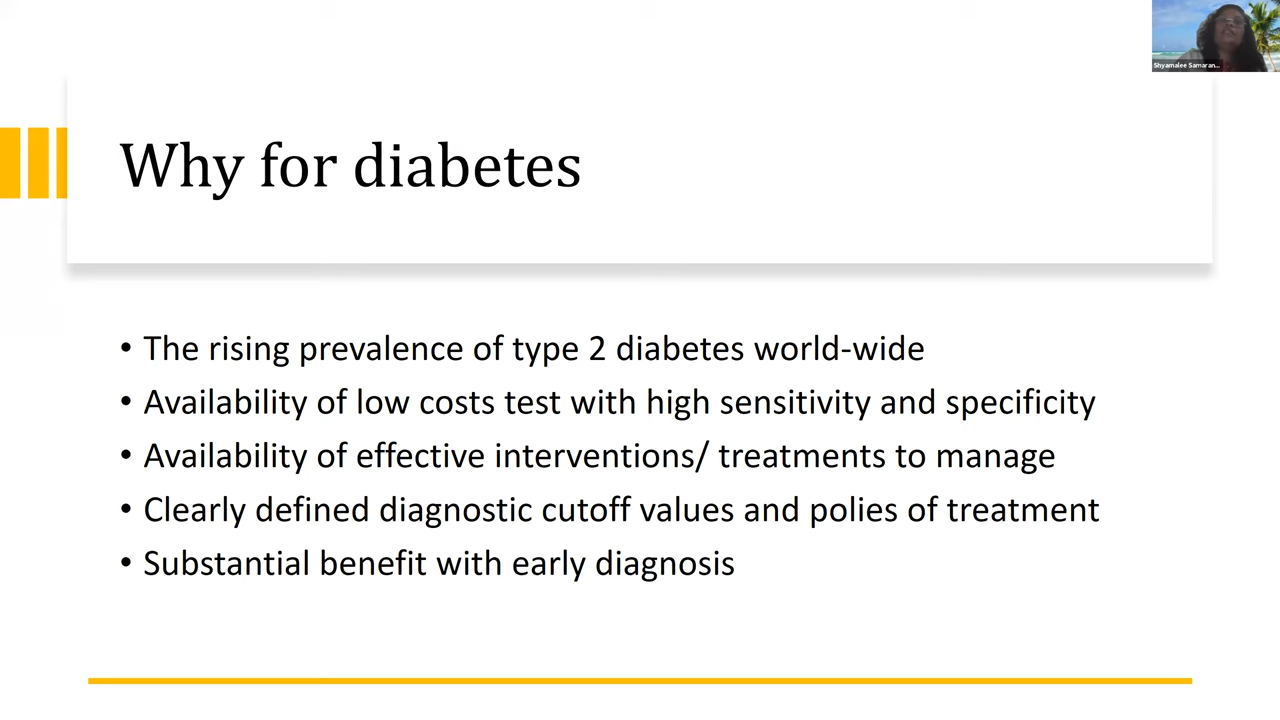 Shyamalee Samaran...
Why for diabetes
• The rising prevalence of type 2 diabetes world-wide
• Availability of low costs test with high sensitivity and specificity
• Availability of effective interventions/ treatments to manage
• Clearly defined diagnostic cutoff values and polies of treatment
• Substantial benefit with early diagnosis